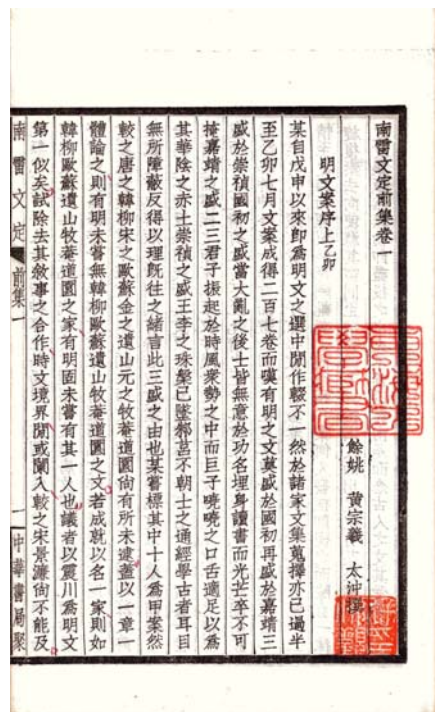 南雷文定前集卷一
餘姚　黃宗羲　太沖撰
明文案序上乙卯
某自戊申以來卽爲明文之選中閒作輟不一然於諸家文集蒐擇亦已過半
至乙卯七月文案成得二百七卷而嘆有明之文莫盛於國初再盛於嘉靖三
盛於崇禎國初之盛當大亂之後士皆無意於功名埋身讀書而光芒卒不可
掩嘉靖之盛二三君子振起於時風衆勢之中而巨子嘵嘵之口舌適足以爲
其華陰之赤土崇禎之盛王李之珠槃已墜邾莒不朝士之通經學古者耳目
無所障蔽反得以理旣往之緒言此三盛之由也某嘗標其中十人爲甲案然
較之唐之韓柳宋之歐蘇金之遺山元之牧菴道園尙有所未逮蓋以一章一
體論之則有明未嘗無韓柳歐蘇遺山牧菴道園之文若成就以名一家則如
韓柳歐蘇遺山牧菴道園之家有明固未嘗有其一人也議者以震川爲明文
第一似矣試除去其敘事之合作時文境界閒或闌入較之宋景濂尙不能及
南雷文定　前集一
一　中華書局聚